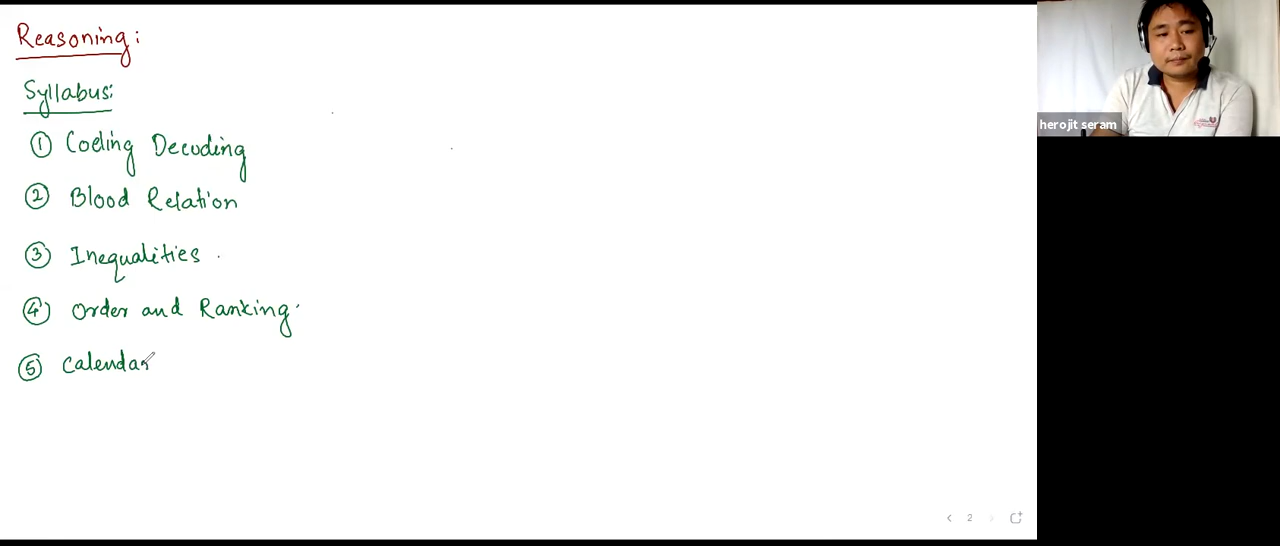 Reasoning:
Syllabus:
① Coding Decoding
② Blood Relation
③ Inequalities
④ Order and Ranking
⑤ Calendar
herojit seram
2